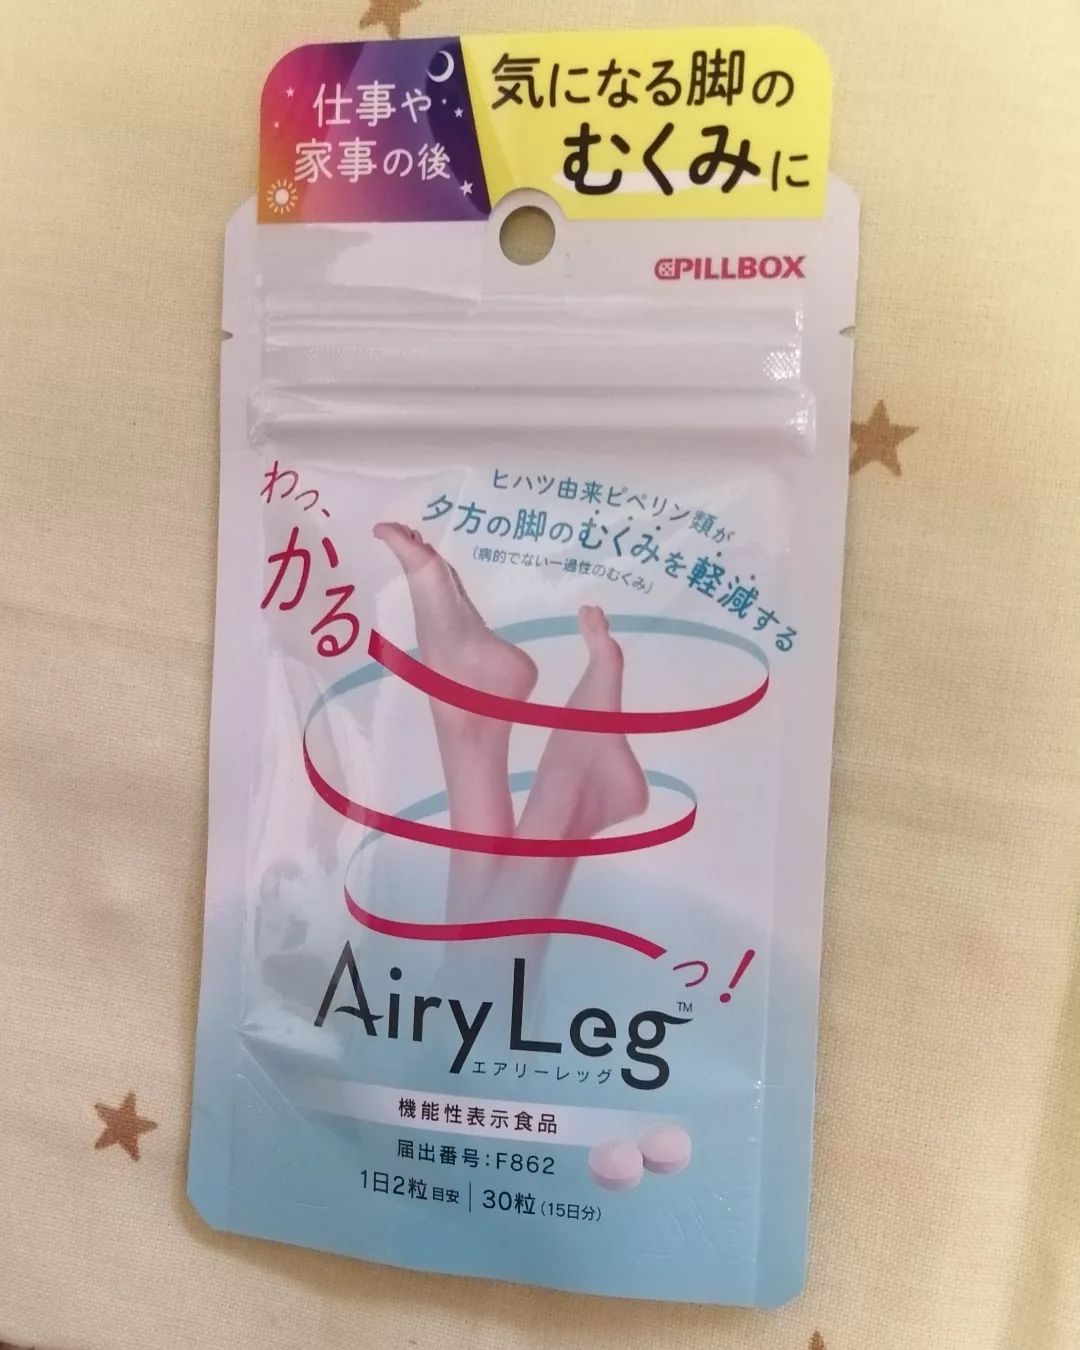 仕事や
家事の後
気になる脚の
むくみに
PILLBOX
わっ、
かる
っ!
ヒハツ由来ピペリン類が
夕方の脚のむくみを軽減する
(病的でない一過性のむくみ)
Airy Leg™
エアリーレッグ
機能性表示食品
届出番号:F862
1日2粒目安 | 30粒(15日分)